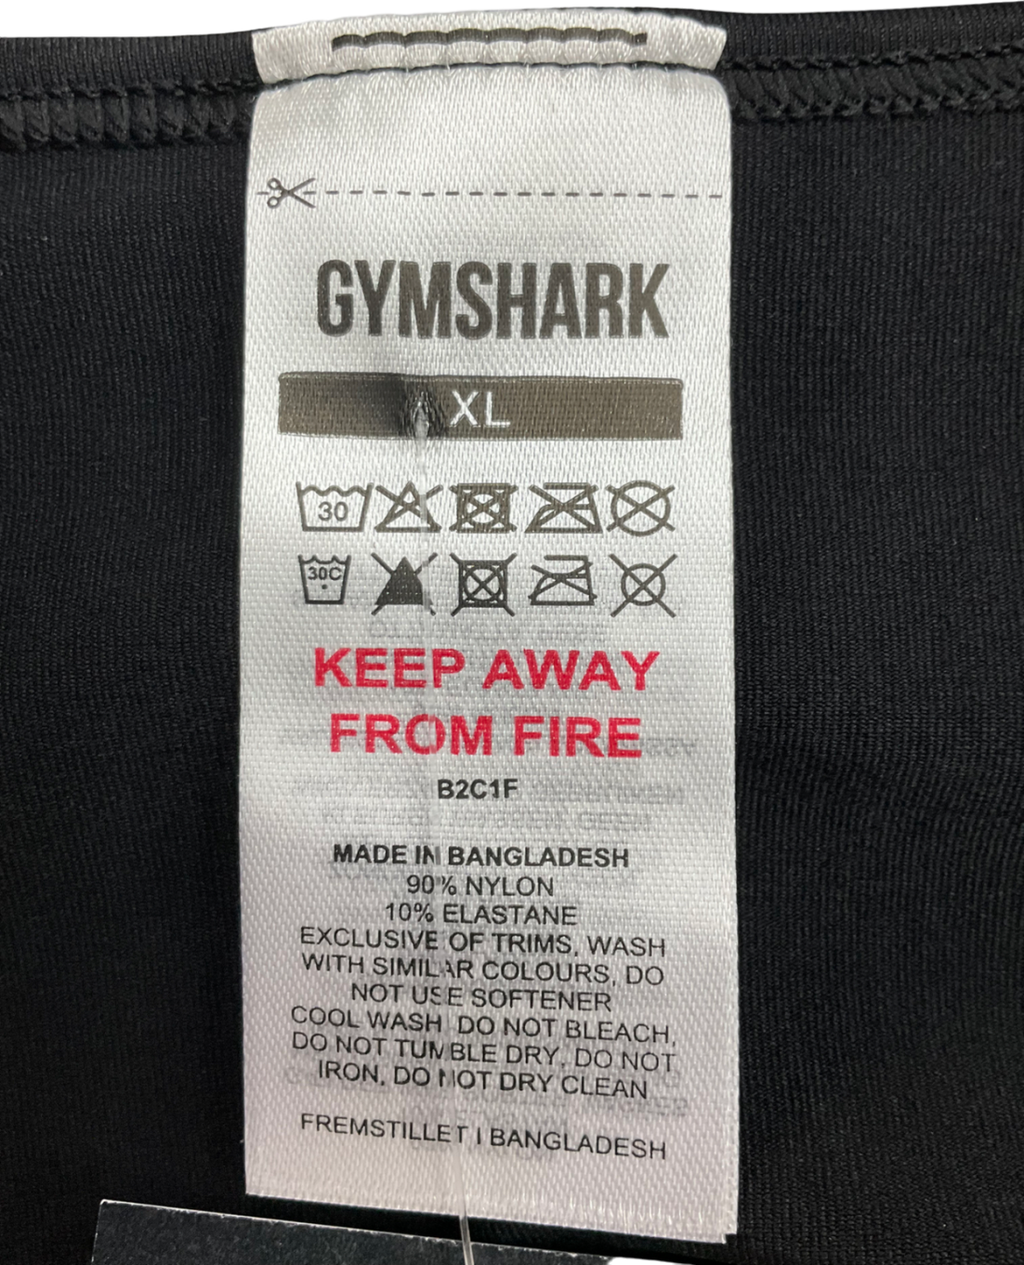 GYMSHARK
XL
30
30C
KEEP AWAY
FROM FIRE
B2C1F
MADE IN BANGLADESH
90% NYLON
10% ELASTANE
EXCLUSIVE OF TRIMS, WASH
WITH SIMILAR COLOURS, DO
NOT USE SOFTENER
COOL WASH DO NOT BLEACH,
DO NOT TUMBLE DRY, DO NOT
IRON, DO NOT DRY CLEAN
FREMSTILLET I BANGLADESH